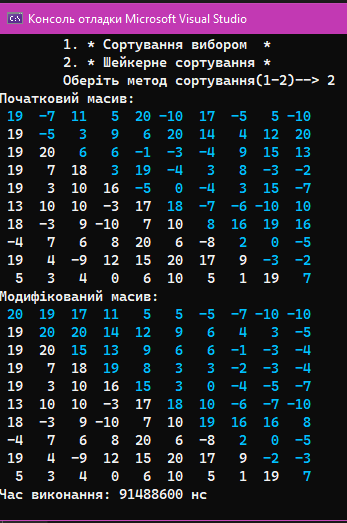 Консоль отладки Microsoft Visual Studio
1. * Сортування вибором *
2. * Шейкерне сортування *
Оберіть метод сортування(1-2)--> 2
Початковий масив:
19 -7 11 5 20 -10 17 -5 5 -10
19 -5 3 9 6 20 14 4 12 20
19 20 6 6 -1 -3 -4 9 15 13
19 7 18 3 19 -4 3 8 -3 -2
19 3 10 16 -5 0 -4 3 15 -7
13 10 10 -3 17 18 -7 -6 -10 10
18 -3 9 -10 7 10 8 16 19 16
-4 7 6 8 20 6 -8 2 0 -5
19 4 -9 12 15 20 17 9 -3 -2
5 3 4 0 6 10 5 1 19 7
Модифікований масив:
20 19 17 11 5 5 -5 -7 -10 -10
19 20 20 14 12 9 6 4 3 -5
19 20 15 13 9 6 6 -1 -3 -4
19 7 18 19 8 3 3 -2 -3 -4
19 3 10 16 15 3 0 -4 -5 -7
13 10 10 -3 17 18 10 -6 -7 -10
18 -3 9 -10 7 10 19 16 16 8
-4 7 6 8 20 6 -8 2 0 -5
19 4 -9 12 15 20 17 9 -2 -3
5 3 4 0 6 10 5 1 19 7
Час виконання: 91488600 нс